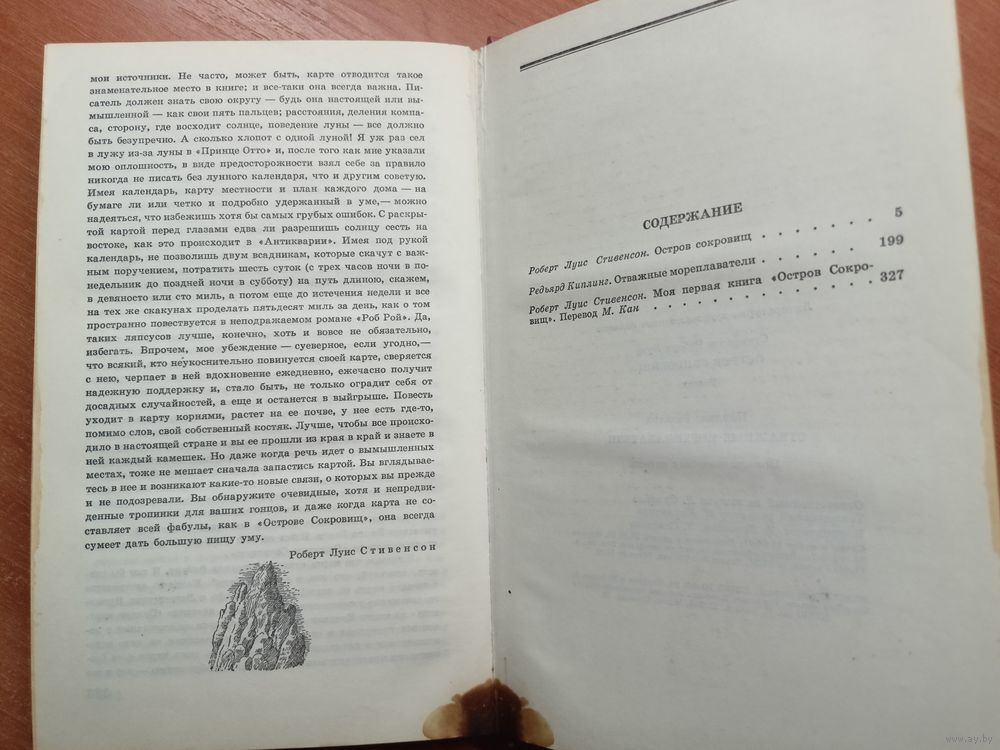 мои источники. Не часто, может быть, карте отводится такое
знаменательное место в книге; и все-таки она всегда важна. Пи-
сатель должен знать свою округу — будь она настоящей или вы-
мышленной — как свои пять пальцев; расстояния, деления компа-
са, сторону, где восходит солнце, поведение луны — все должно
быть безупречно. А сколько хлопот с одной луной! Я уж раз сел
в лужу из-за луны в «Принце Отто» и, после того как мне указали
мою оплошность, в виде предосторожности взял себе за правило
никогда не писать без лунного календаря, что и другим советую.
Имея календарь, карту местности и план каждого дома — на
бумаге ли или четко и подробно удержанный в уме,— можно
надеяться, что избежишь хотя бы самых грубых ошибок. С раскры-
той картой перед глазами едва ли разрешишь солнцу сесть на
востоке, как это происходит в «Антикварии». Имея под рукой
календарь, не позволишь двум всадникам, которые скачут с важ-
ным поручением, потратить шесть суток (с трех часов ночи в по-
недельник до поздней ночи в субботу) на путь длиною, скажем,
в девяносто или сто миль, а потом еще до истечения недели и все
на тех же скакунах проделать пятьдесят миль за день, как о том
пространно повествуется в неподражаемом романе «Роб Рой». Да,
таких ляпсусов лучше, конечно, хоть и вовсе не обязательно,
избегать. Впрочем, мое убеждение — суеверное, если угодно,—
что всякий, кто неукоснительно повинуется своей карте, сверяется
с нею, черпает в ней вдохновение ежедневно, ежечасно получит
надежную поддержку и, стало быть, не только оградит себя от
досадных случайностей, а еще и останется в выйгрыше. Повесть
уходит в карту корнями, растет на ее почве, у нее есть где-то,
опомимо слов, свой собственный костяк. Лучше, чтобы все происхо-
дило в настоящей стране и вы ее прошли из края в край и знаете в
ней каждый камешек. Но даже когда речь идет о вымышленных
местах, тоже не мешает сначала запастись картой. Вы вглядывае-
тесь в нее и возникают какие-то новые связи, о которых вы прежде
и не подозревали. Вы обнаружите очевидные, хотя и непредви-
денные тропинки для ваших гонцов, и даже когда карта не со-
ставляет всей фабулы, как в «Острове Сокровищ», она всегда
сумеет дать большую пищу уму.
Роберт Луис Стивенсон
СОДЕРЖАНИЕ
Роберт Луис Стивенсон. Остров сокровищ . . . . . . . 5
Редьярд Киплинг. Отважные мореплаватели . . . . . . 199
Роберт Луис Стивенсон. Моя первая книга «Остров Сокро-
вищ». Перевод М. Кан . . . . . . . . . . . 327
www.ay.by